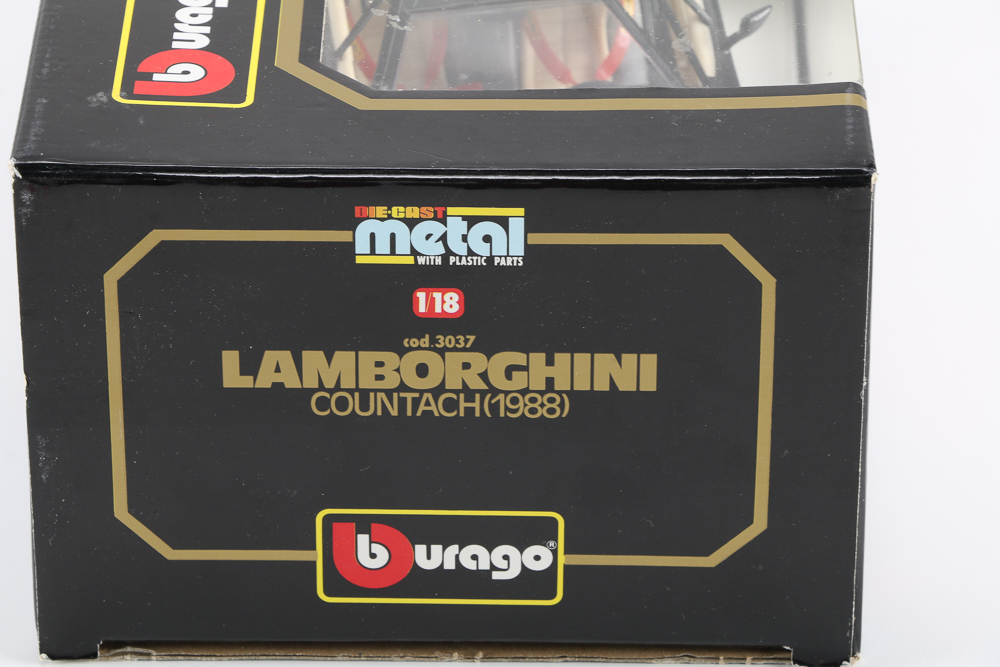 burago
DIE-CAST
metal
WITH PLASTIC PARTS
1/18
cod.3037
LAMBORGHINI
COUNTACH(1988)
burago®